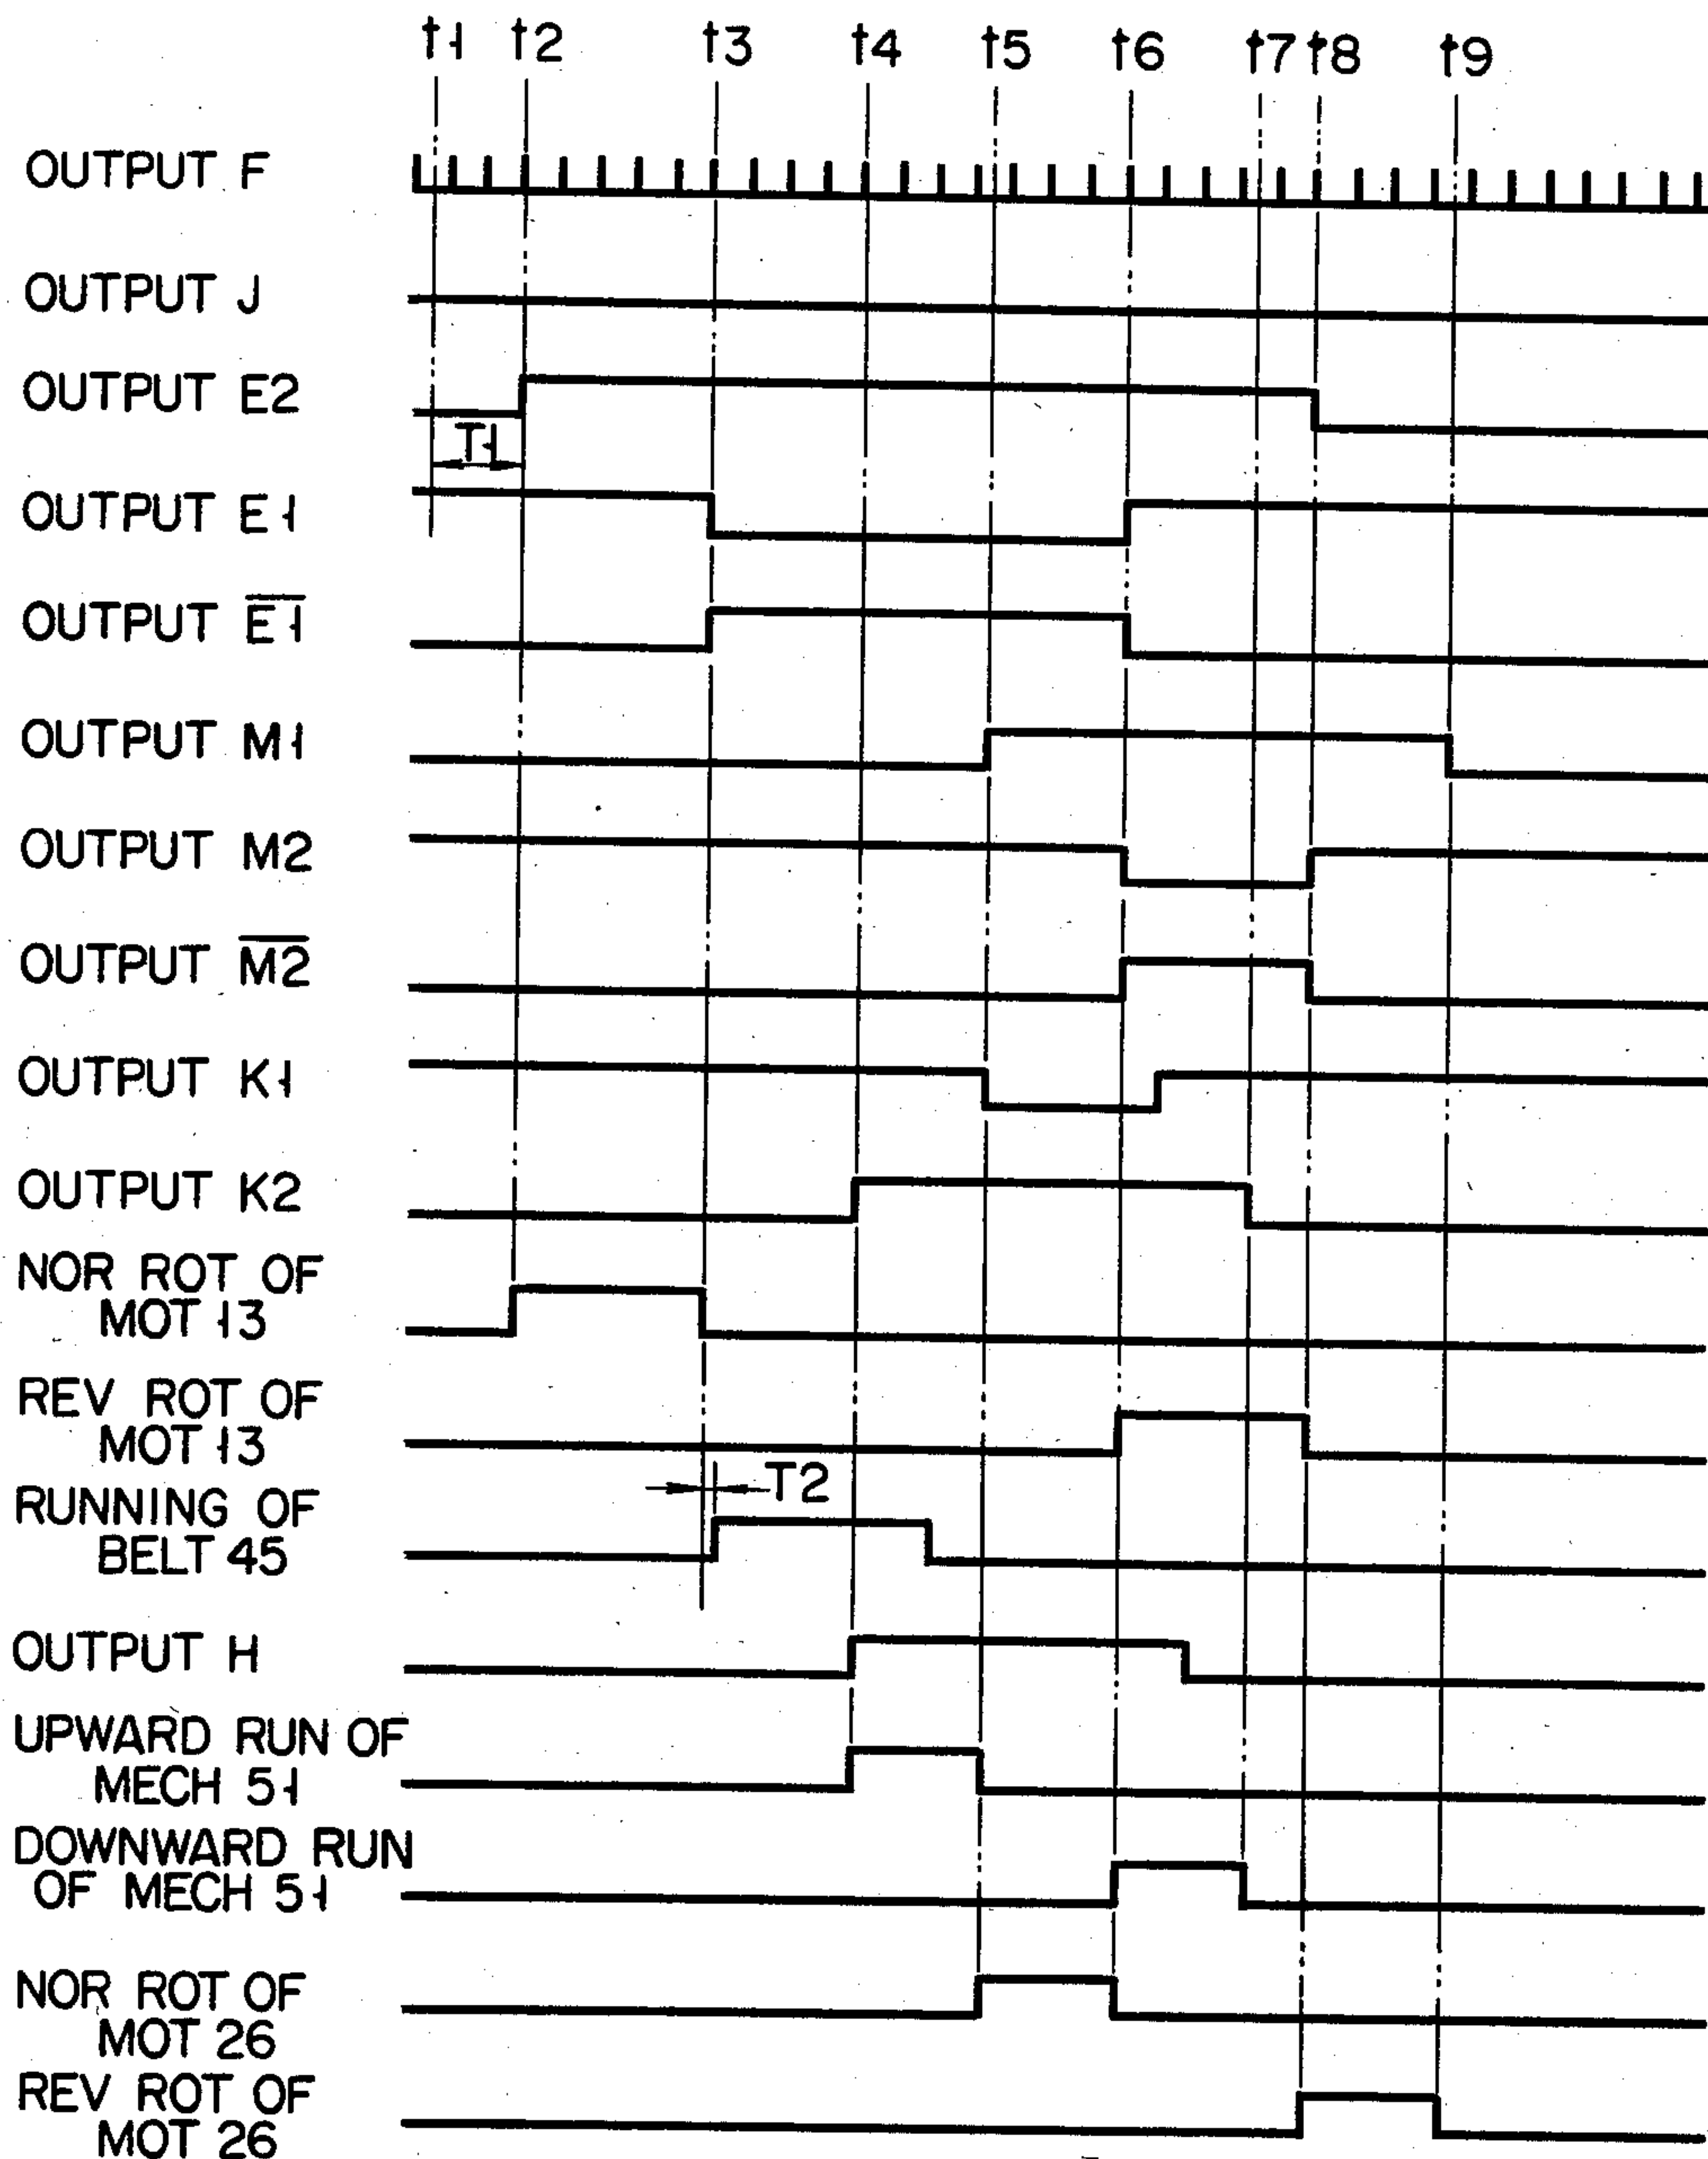 t1 t2 t3 t4 t5 t6 t7 t8 t9
OUTPUT F
OUTPUT J
OUTPUT E2
T1
OUTPUT E1
OUTPUT E̅1̅
OUTPUT M1
OUTPUT M2
OUTPUT M̅2̅
OUTPUT K1
OUTPUT K2
NOR ROT OF
MOT 13
REV ROT OF
MOT 13
T2
RUNNING OF
BELT 45
OUTPUT H
UPWARD RUN OF
MECH 51
DOWNWARD RUN
OF MECH 51
NOR ROT OF
MOT 26
REV ROT OF
MOT 26